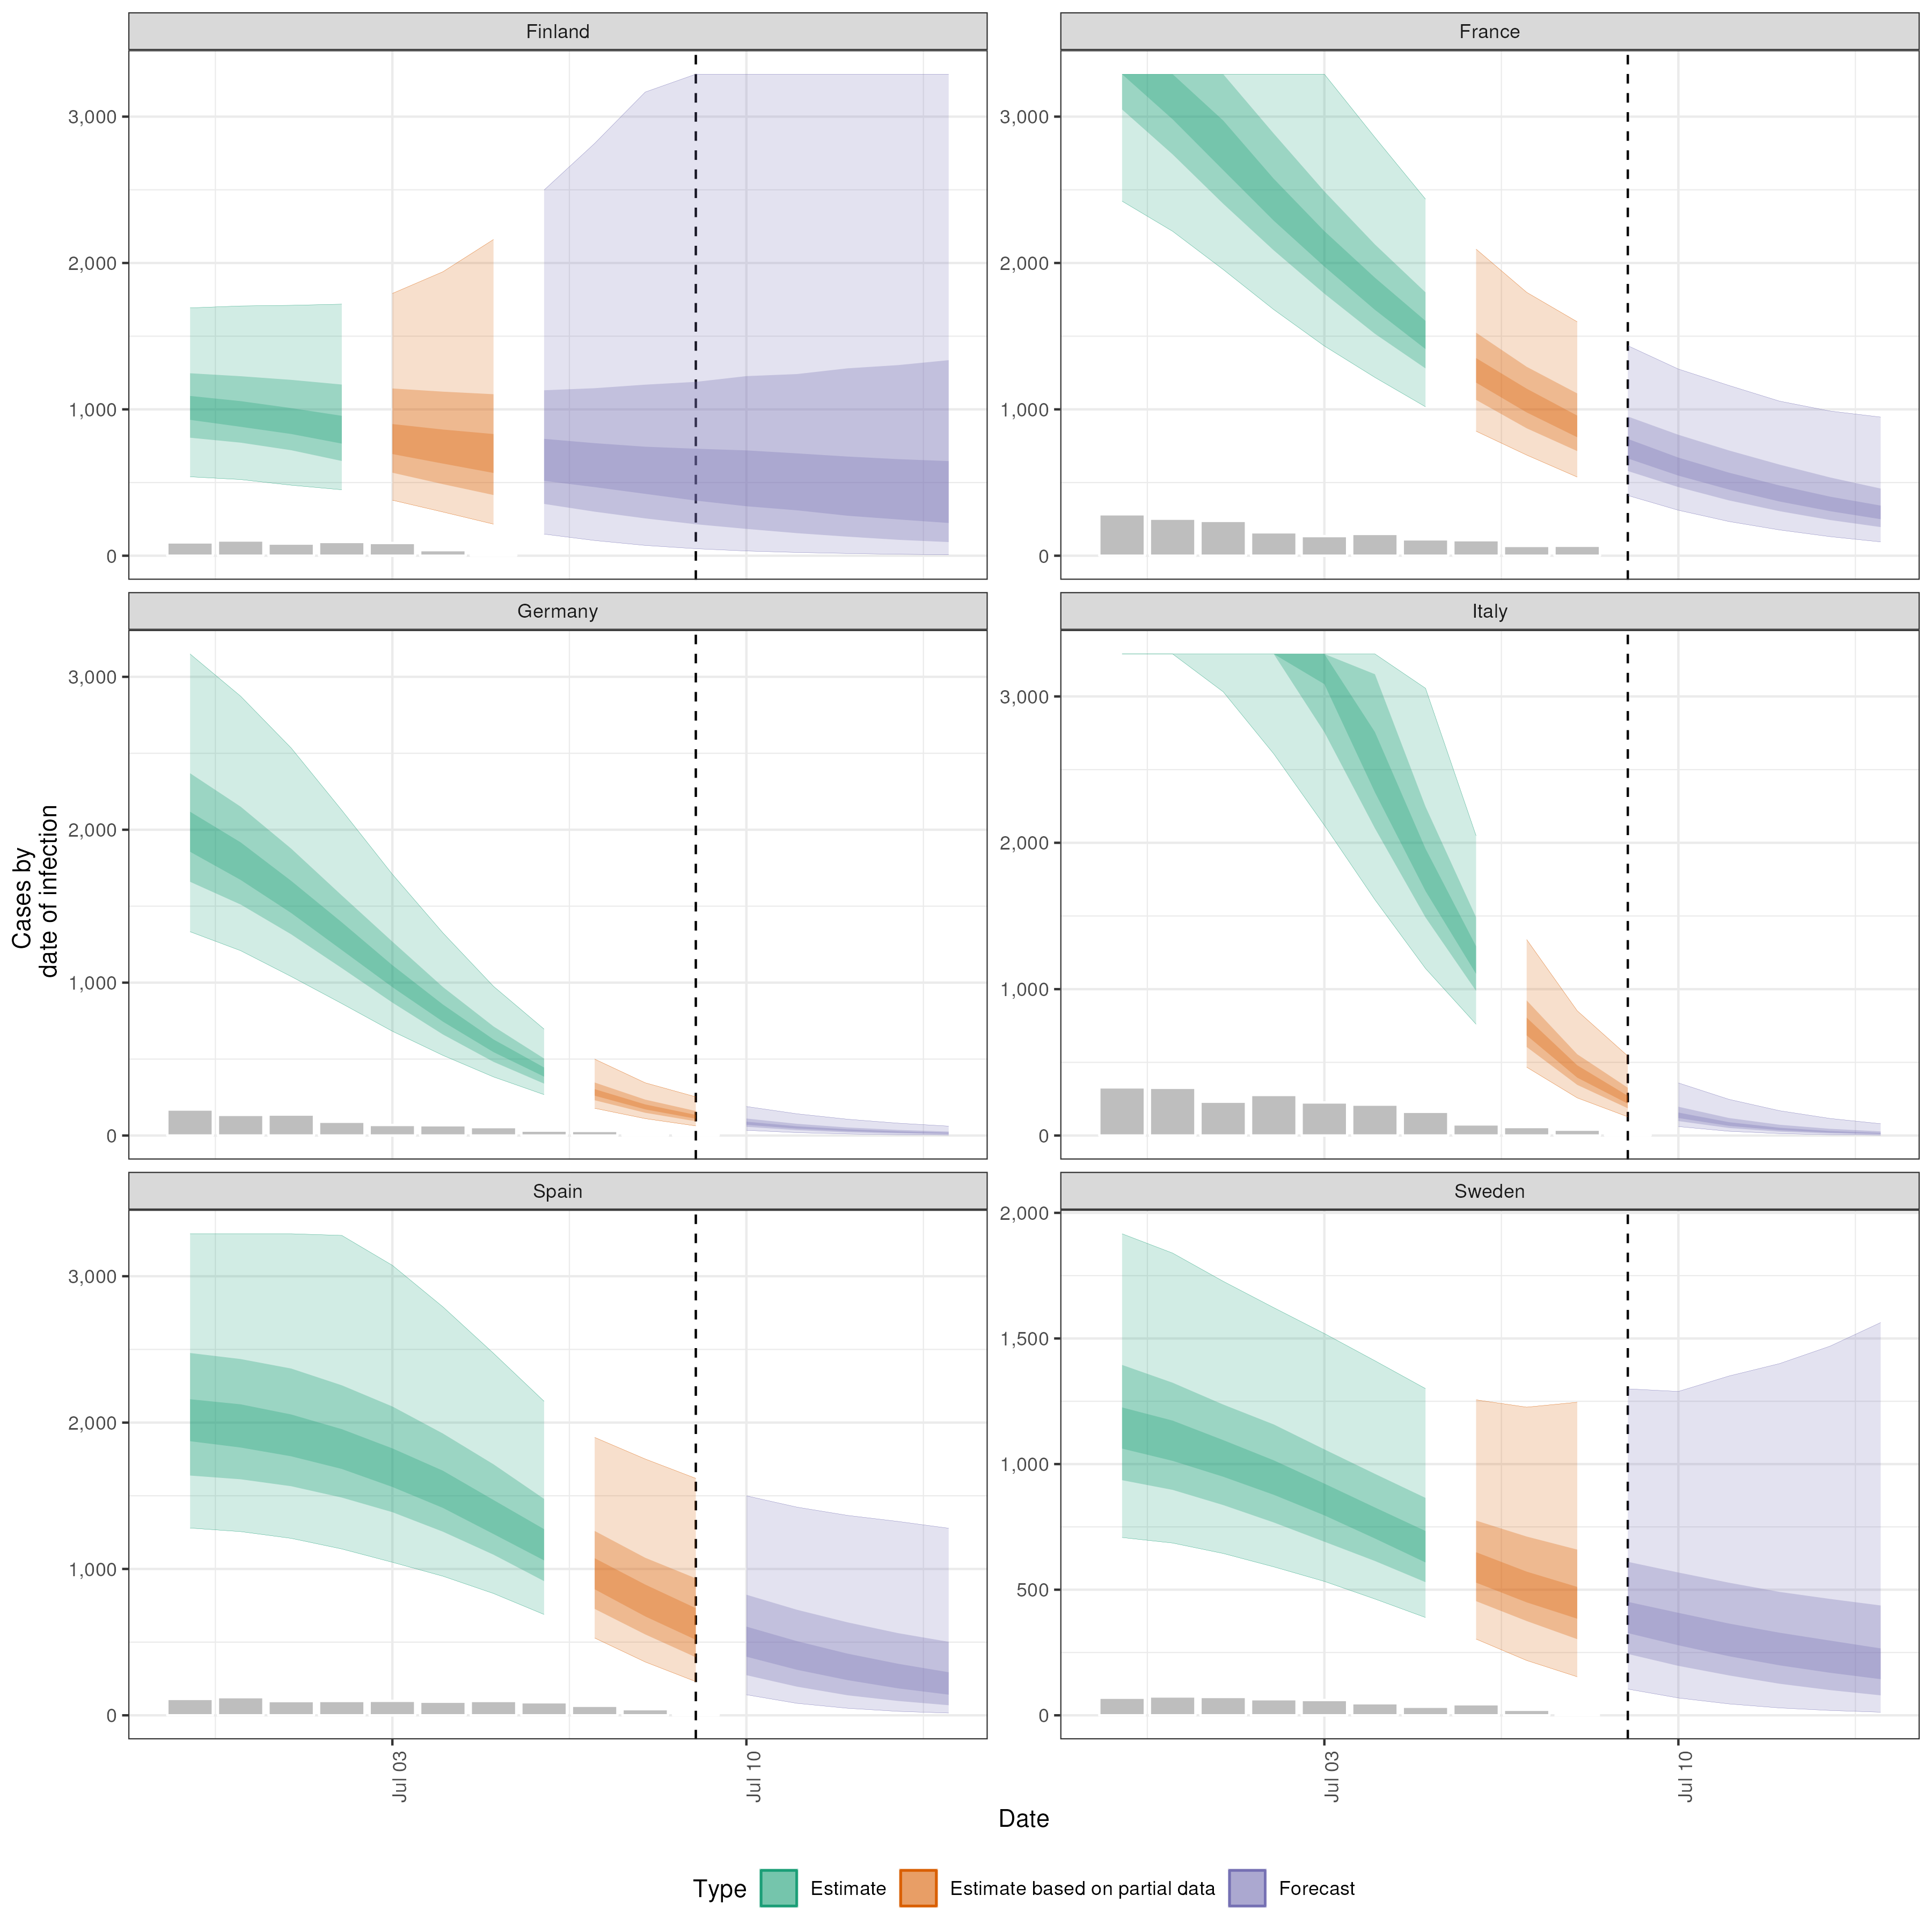 Finland
France
3,000
2,000
1,000
0
3,000
2,000
1,000
0
Germany
Italy
3,000
2,000
1,000
0
3,000
2,000
1,000
0
Cases by
date of infection
Spain
Sweden
3,000
2,000
1,000
0
2,000
1,500
1,000
500
0
Jul 03
Jul 10
Jul 03
Jul 10
Date
Type
Estimate
Estimate based on partial data
Forecast